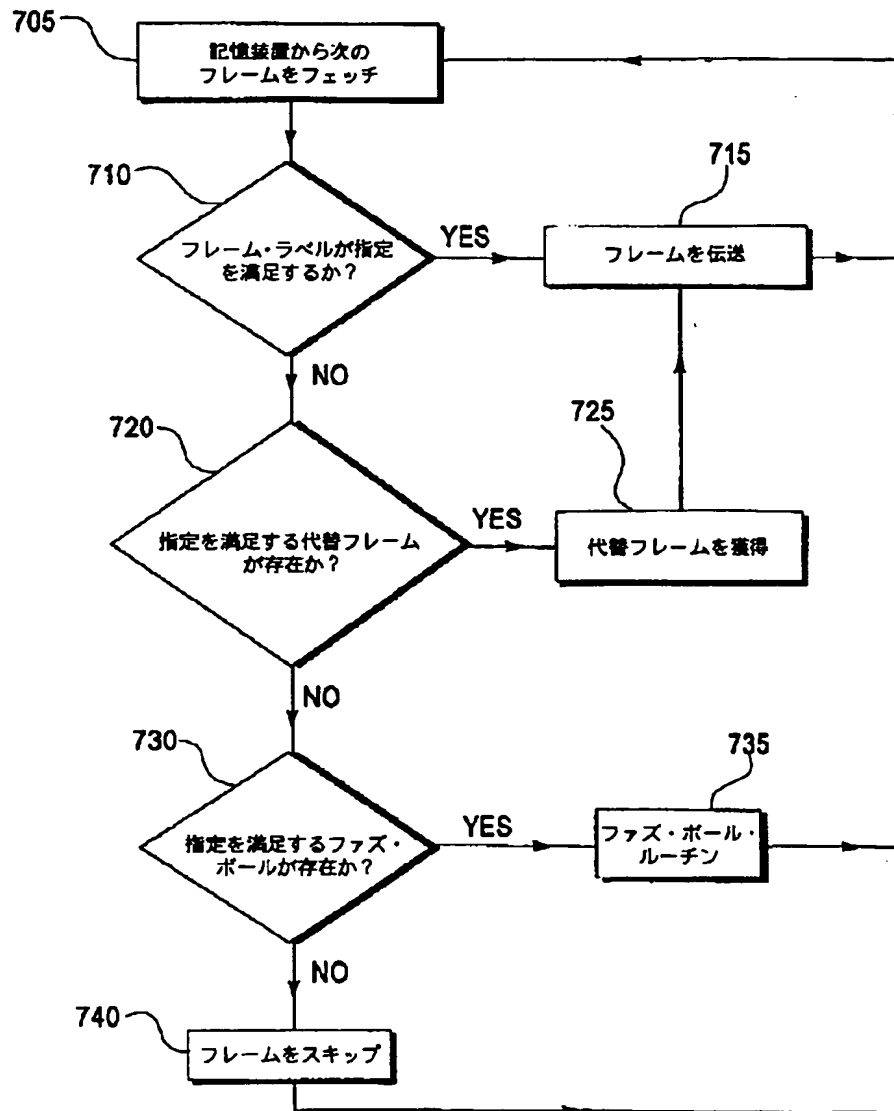 705
記憶装置から次の
フレームをフェッチ
710
フレーム・ラベルが指定
を満足するか？
YES
715
フレームを伝送
NO
720
指定を満足する代替フレーム
が存在か？
YES
725
代替フレームを獲得
NO
730
指定を満足するファズ・
ボールが存在か？
YES
735
ファズ・ボール・
ルーチン
NO
740
フレームをスキップ